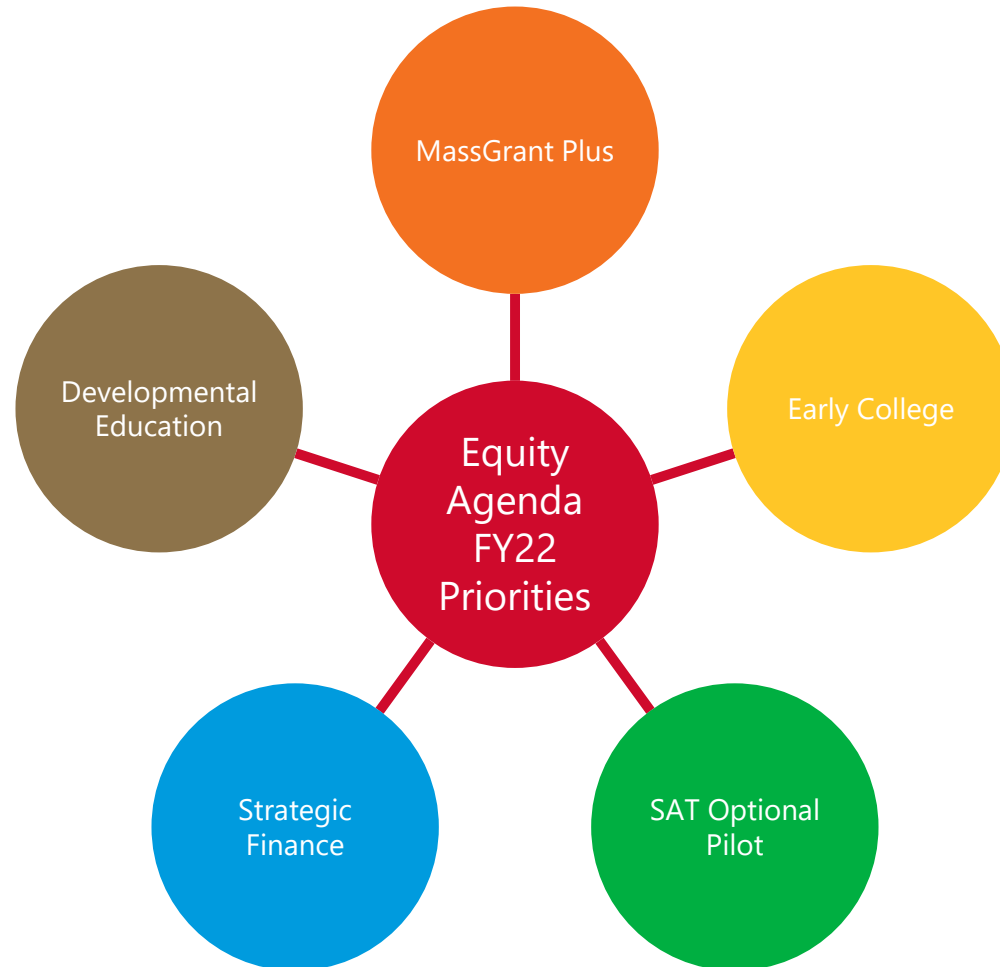 MassGrant Plus
Developmental
Education
Early College
Equity
Agenda
FY22
Priorities
Strategic
Finance
SAT Optional
Pilot